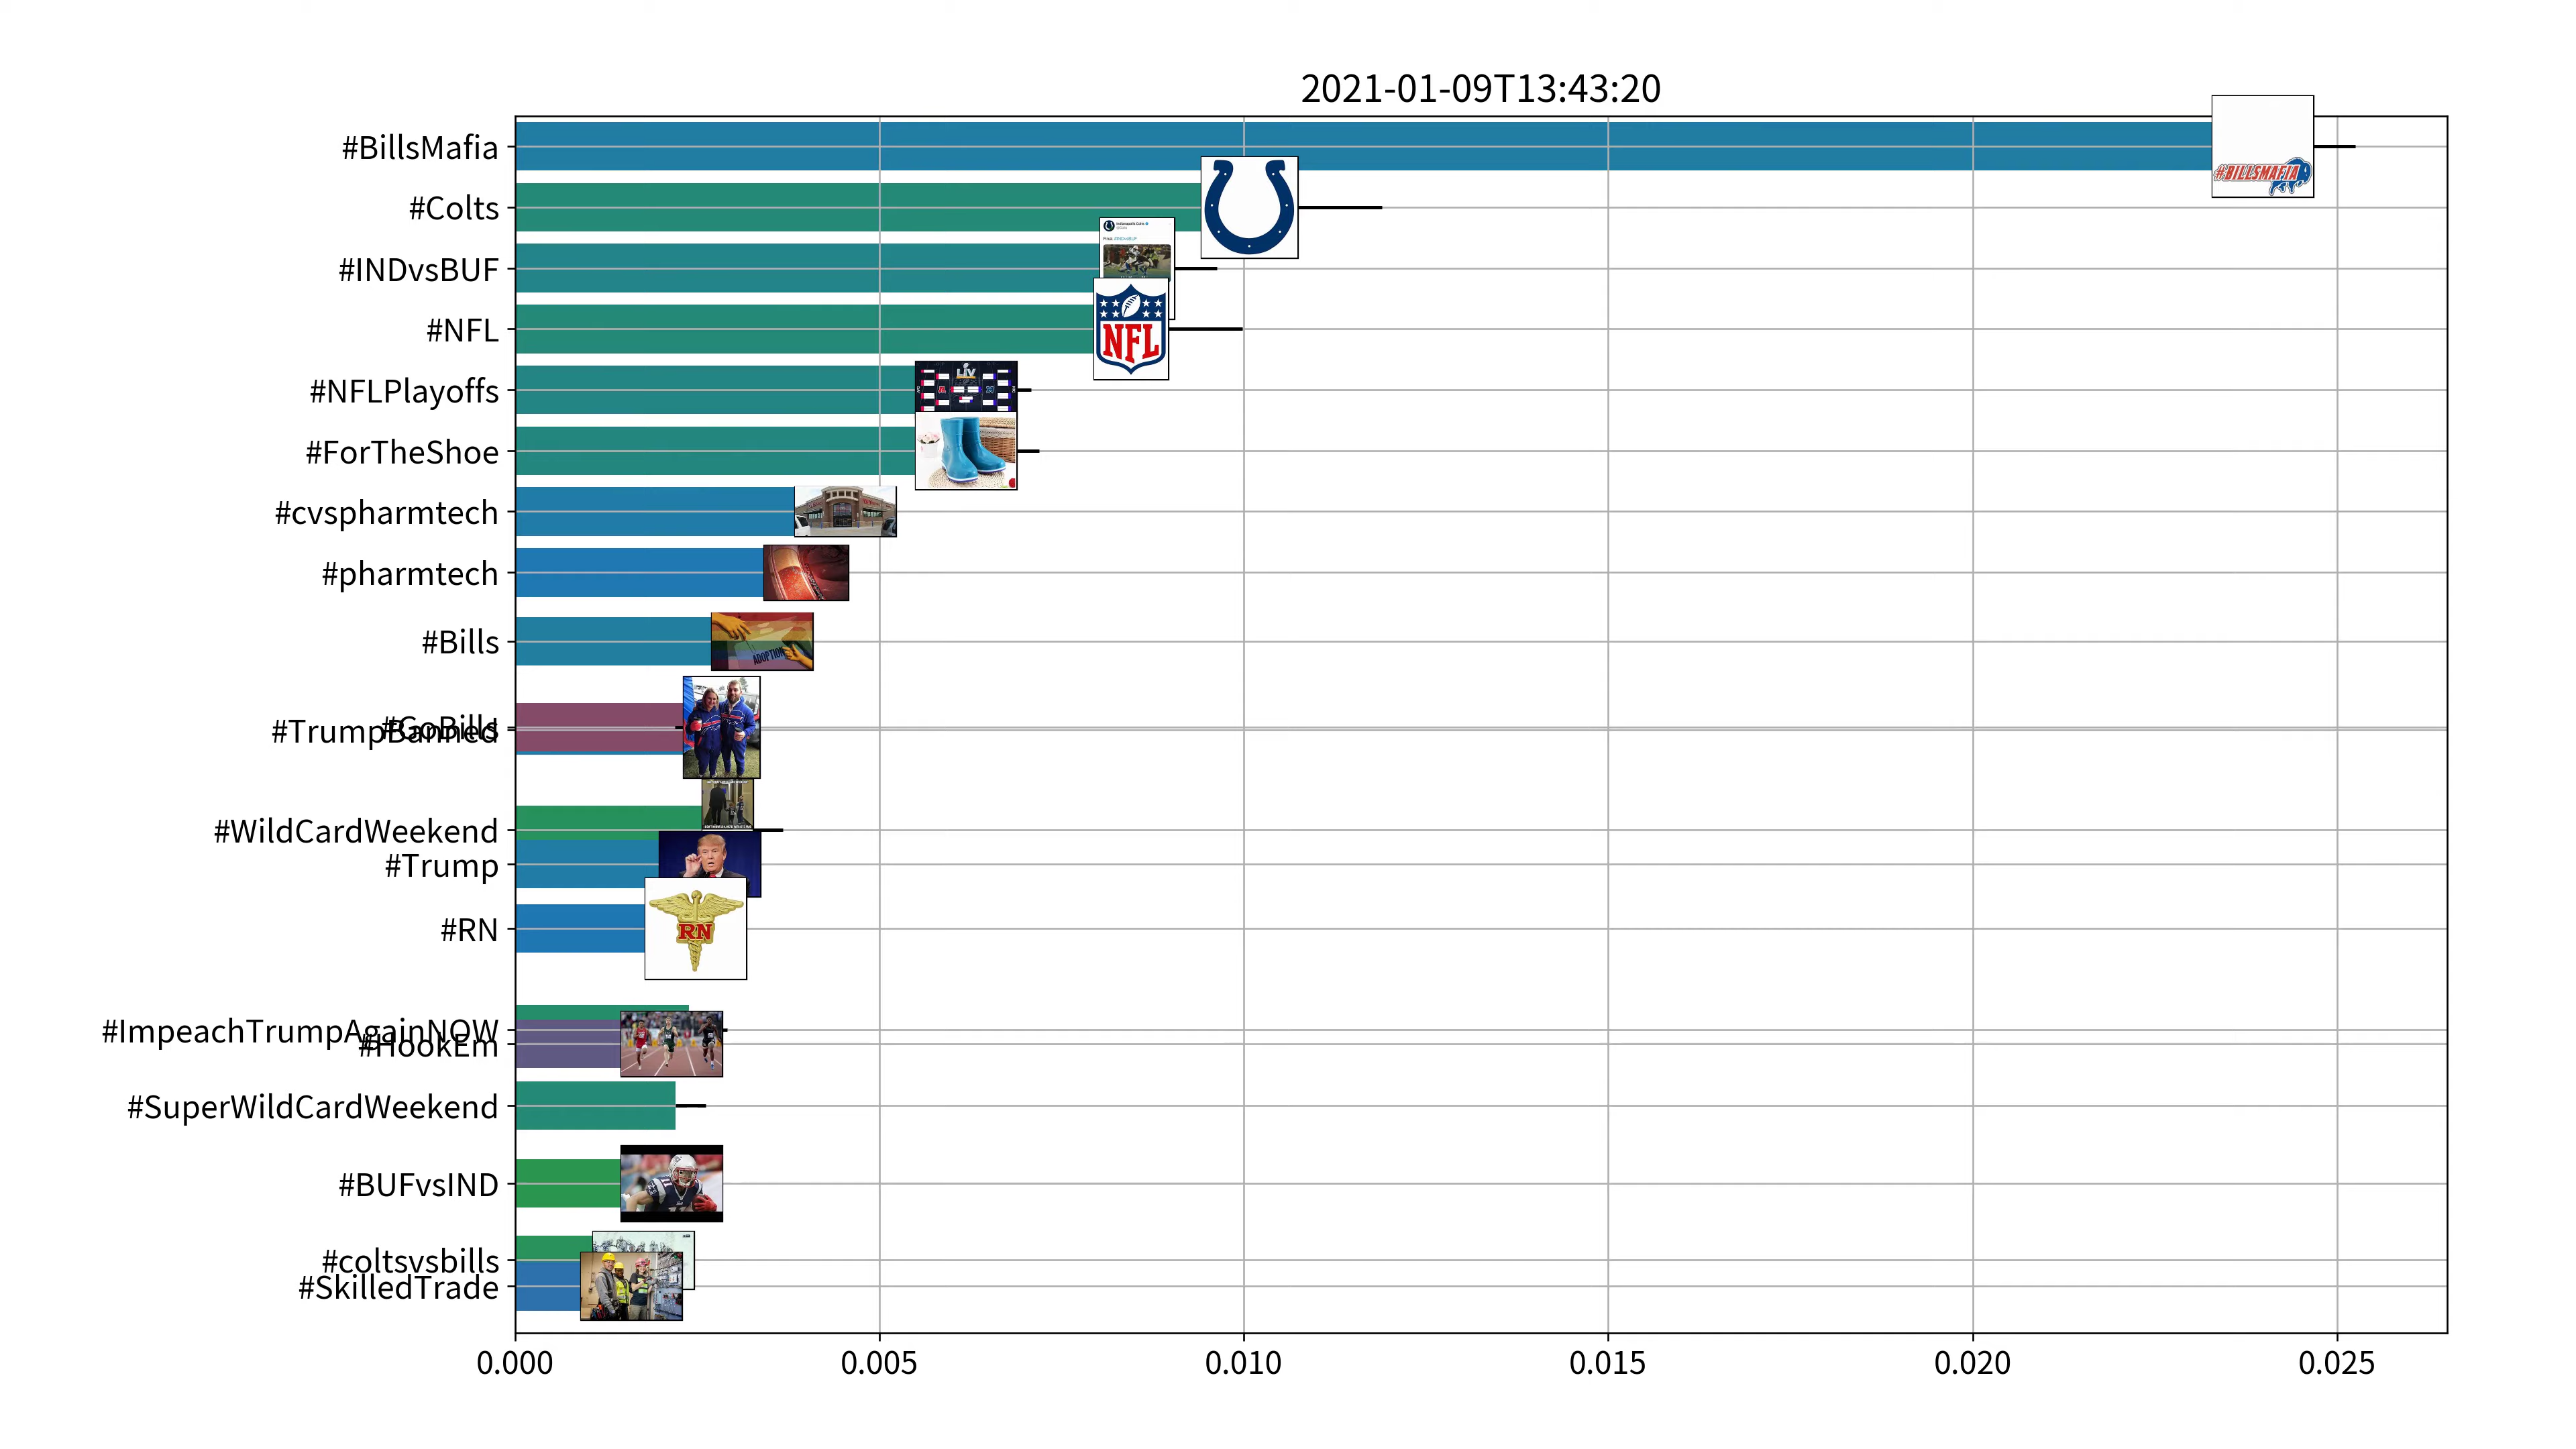 2021-01-09T13:43:20
#BillsMafia
#BILLSMAFIA
#Colts
#INDvsBUF
#NFL
NFL
#NFLPlayoffs
LIV
#ForTheShoe
#cvspharmtech
#pharmtech
#Bills
ADOPTION
#GoBills
#TrumpBanned
#WildCardWeekend
#Trump
#RN
RN
#ImpeachTrumpAgainNOW
#HookEm
#SuperWildCardWeekend
#BUFvsIND
#coltsvsbills
#SkilledTrade
0.000 0.005 0.010 0.015 0.020 0.025